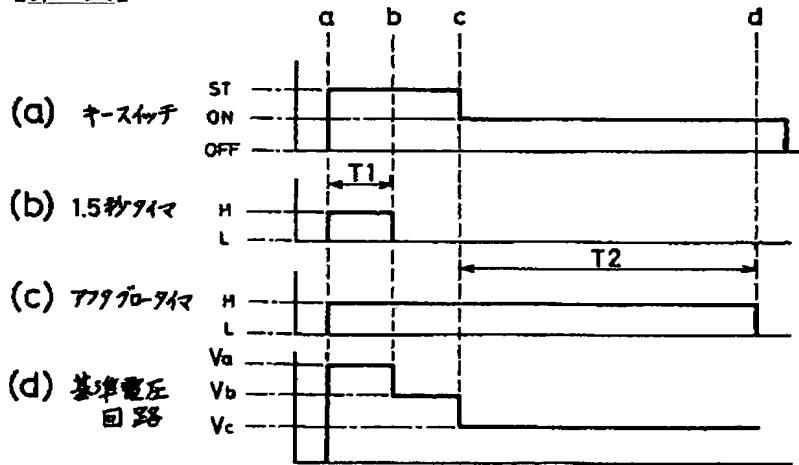 a b c d
(a) キースイッチ ST
ON
OFF
T1
(b) 1.5秒タイマ H
L
T2
(c) アフタグロータイマ H
L
Va
(d) 基準電圧 Vb
回路 Vc